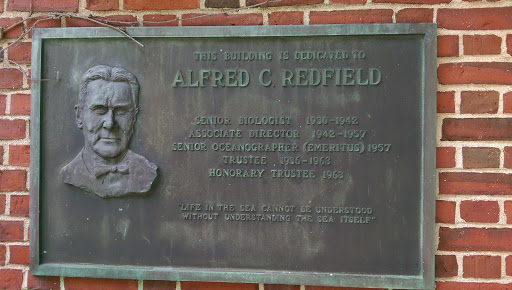 THIS BUILDING IS DEDICATED TO
ALFRED C. REDFIELD
SENIOR BIOLOGIST 1930-1942
ASSOCIATE DIRECTOR 1942-1957
SENIOR OCEANOGRAPHER (EMERITUS) 1957
TRUSTEE 1936-1963
HONORARY TRUSTEE 1963
"LIFE IN THE SEA CANNOT BE UNDERSTOOD
WITHOUT UNDERSTANDING THE SEA ITSELF"